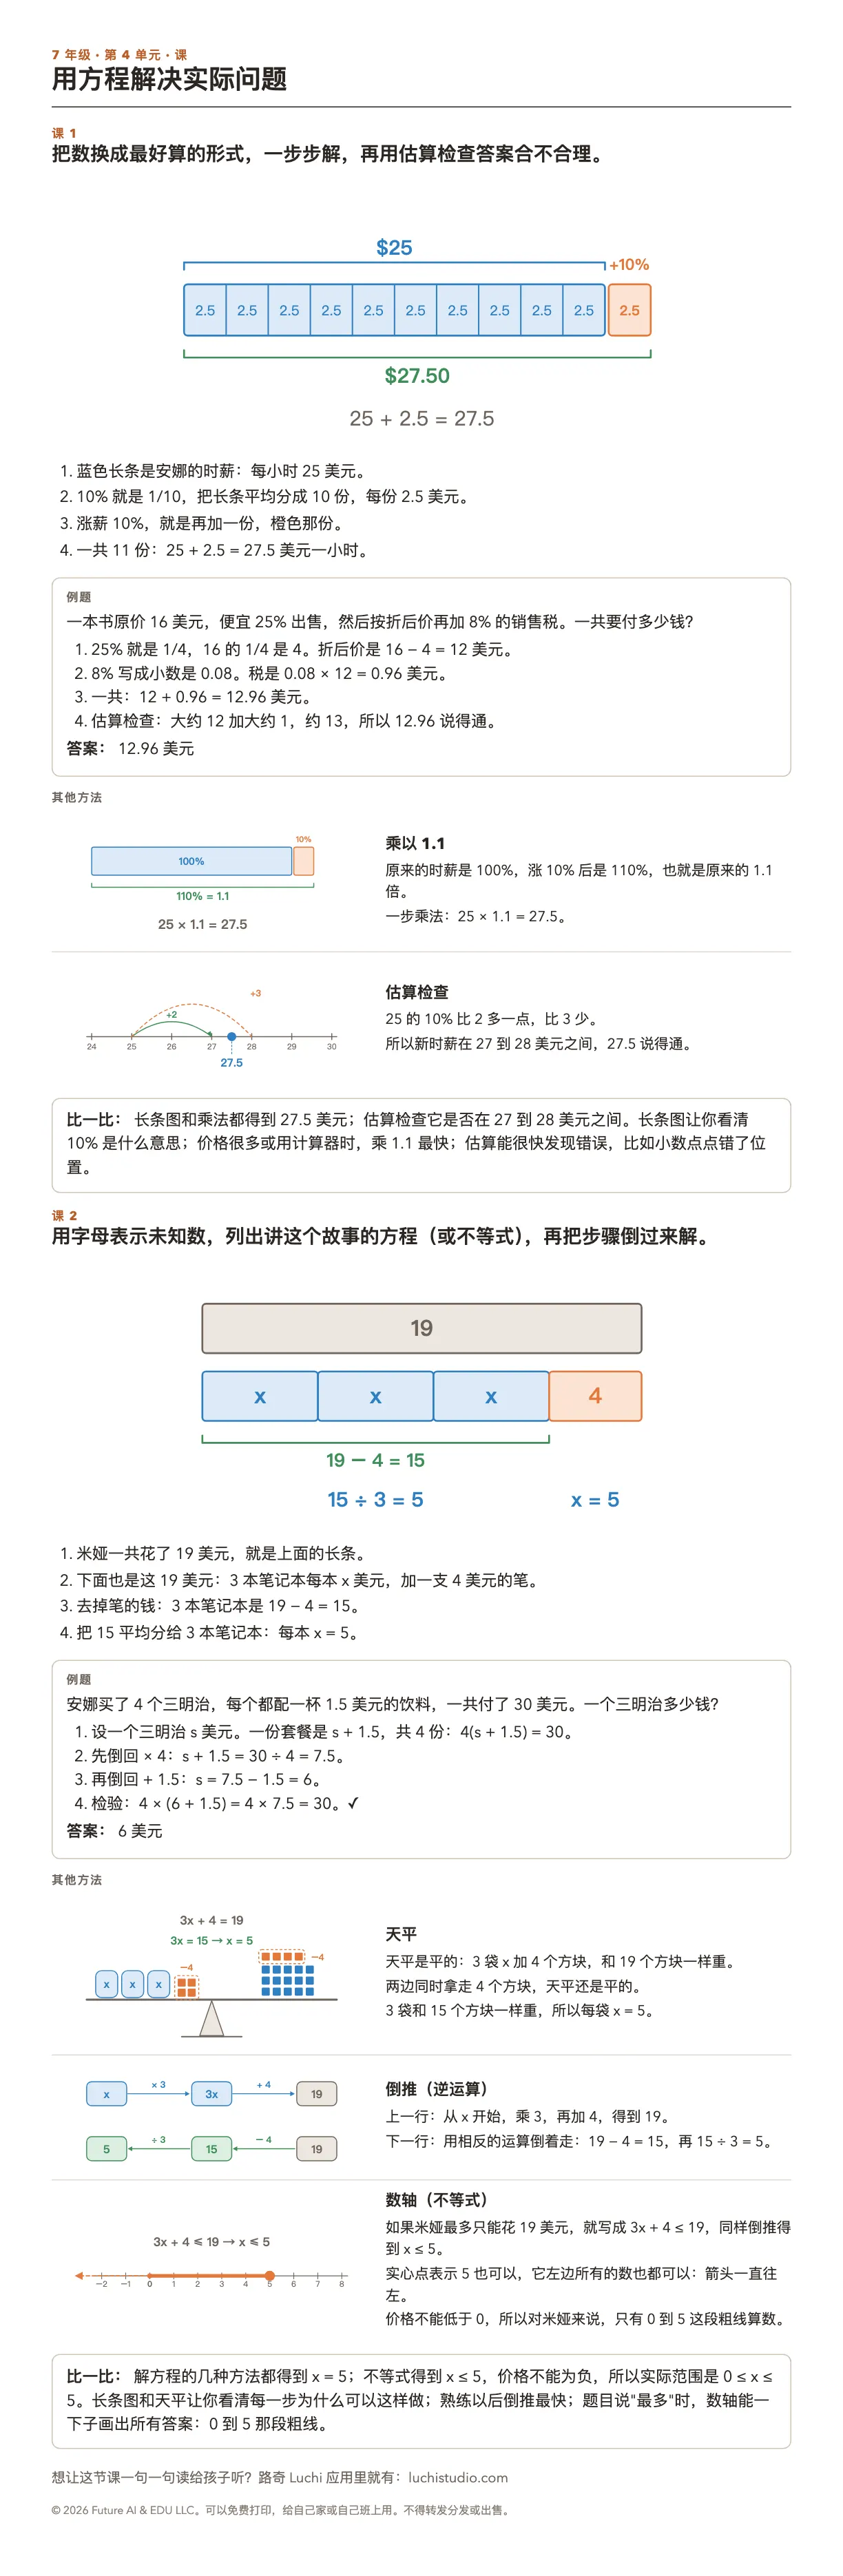 7 年级 · 第 4 单元 · 课
用方程解决实际问题
课 1
把数换成最好算的形式，一步步解，再用估算检查答案合不合理。
$25
+10%
2.5 2.5 2.5 2.5 2.5 2.5 2.5 2.5 2.5 2.5 2.5
$27.50
25 + 2.5 = 27.5
1. 蓝色长条是安娜的时薪：每小时 25 美元。
2. 10% 就是 1/10，把长条平均分成 10 份，每份 2.5 美元。
3. 涨薪 10%，就是再加一份，橙色那份。
4. 一共 11 份：25 + 2.5 = 27.5 美元一小时。
例题
一本书原价 16 美元，便宜 25% 出售，然后按折后价再加 8% 的销售税。一共要付多少钱？
1. 25% 就是 1/4，16 的 1/4 是 4。折后价是 16 − 4 = 12 美元。
2. 8% 写成小数是 0.08。税是 0.08 × 12 = 0.96 美元。
3. 一共：12 + 0.96 = 12.96 美元。
4. 估算检查：大约 12 加大约 1，约 13，所以 12.96 说得通。
答案： 12.96 美元
其他方法
10%
100%
110% = 1.1
25 × 1.1 = 27.5
乘以 1.1
原来的时薪是 100%，涨 10% 后是 110%，也就是原来的 1.1
倍。
一步乘法：25 × 1.1 = 27.5。
+3
+2
24 25 26 27 28 29 30
27.5
估算检查
25 的 10% 比 2 多一点，比 3 少。
所以新时薪在 27 到 28 美元之间，27.5 说得通。
比一比： 长条图和乘法都得到 27.5 美元；估算检查它是否在 27 到 28 美元之间。长条图让你看清
10% 是什么意思；价格很多或用计算器时，乘 1.1 最快；估算能很快发现错误，比如小数点点错了位
置。
课 2
用字母表示未知数，列出讲这个故事的方程（或不等式），再把步骤倒过来解。
19
x x x 4
19 − 4 = 15
15 ÷ 3 = 5 x = 5
1. 米娅一共花了 19 美元，就是上面的长条。
2. 下面也是这 19 美元：3 本笔记本每本 x 美元，加一支 4 美元的笔。
3. 去掉笔的钱：3 本笔记本是 19 − 4 = 15。
4. 把 15 平均分给 3 本笔记本：每本 x = 5。
例题
安娜买了 4 个三明治，每个都配一杯 1.5 美元的饮料，一共付了 30 美元。一个三明治多少钱？
1. 设一个三明治 s 美元。一份套餐是 s + 1.5，共 4 份：4(s + 1.5) = 30。
2. 先倒回 × 4：s + 1.5 = 30 ÷ 4 = 7.5。
3. 再倒回 + 1.5：s = 7.5 − 1.5 = 6。
4. 检验：4 × (6 + 1.5) = 4 × 7.5 = 30。✓
答案： 6 美元
其他方法
3x + 4 = 19
3x = 15 → x = 5
−4
−4
x x x
天平
天平是平的：3 袋 x 加 4 个方块，和 19 个方块一样重。
两边同时拿走 4 个方块，天平还是平的。
3 袋和 15 个方块一样重，所以每袋 x = 5。
× 3 + 4
x 3x 19
÷ 3 − 4
5 15 19
倒推（逆运算）
上一行：从 x 开始，乘 3，再加 4，得到 19。
下一行：用相反的运算倒着走：19 − 4 = 15，再 15 ÷ 3 = 5。
3x + 4 ≤ 19 → x ≤ 5
−2 −1 0 1 2 3 4 5 6 7 8
数轴（不等式）
如果米娅最多只能花 19 美元，就写成 3x + 4 ≤ 19，同样倒推得
到 x ≤ 5。
实心点表示 5 也可以，它左边所有的数也都可以：箭头一直往
左。
价格不能低于 0，所以对米娅来说，只有 0 到 5 这段粗线算数。
比一比： 解方程的几种方法都得到 x = 5；不等式得到 x ≤ 5，价格不能为负，所以实际范围是 0 ≤ x ≤
5。长条图和天平让你看清每一步为什么可以这样做；熟练以后倒推最快；题目说"最多"时，数轴能一
下子画出所有答案：0 到 5 那段粗线。
想让这节课一句一句读给孩子听？路奇 Luchi 应用里就有：luchistudio.com
© 2026 Future AI & EDU LLC。可以免费打印，给自己家或自己班上用。不得转发分发或出售。